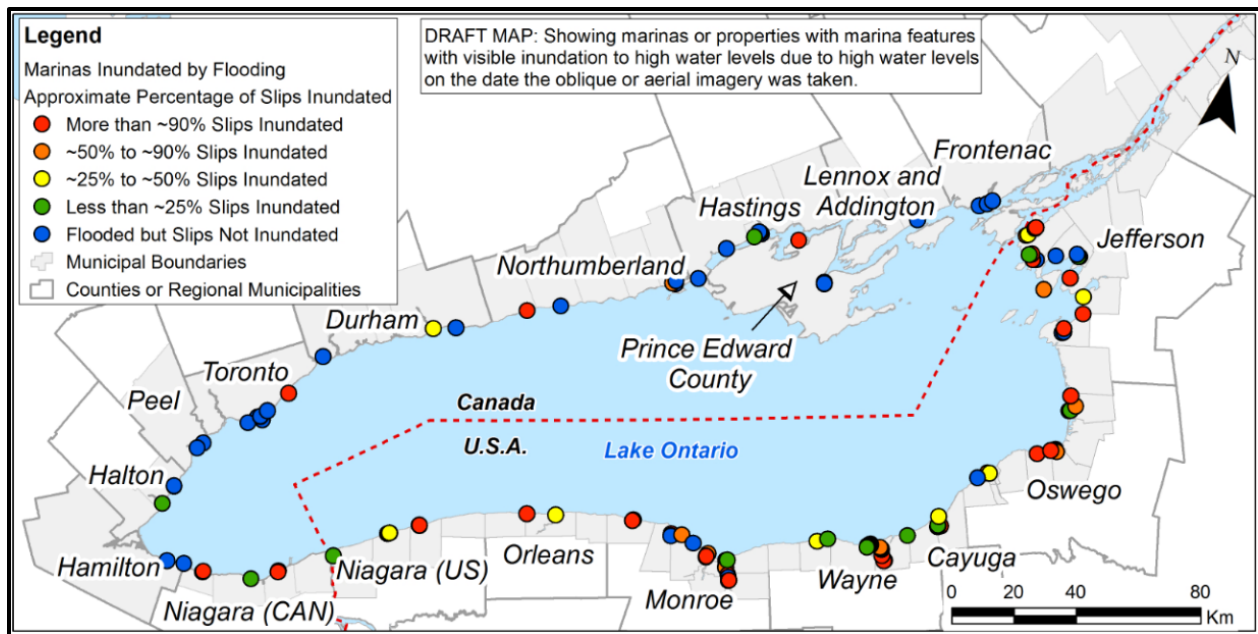 Legend
Marinas Inundated by Flooding
Approximate Percentage of Slips Inundated
More than ~90% Slips Inundated
~50% to ~90% Slips Inundated
~25% to ~50% Slips Inundated
Less than ~25% Slips Inundated
Flooded but Slips Not Inundated
Municipal Boundaries
Counties or Regional Municipalities
DRAFT MAP: Showing marinas or properties with marina features
with visible inundation to high water levels due to high water levels
on the date the oblique or aerial imagery was taken.
N
Frontenac
Lennox and
Addington
Hastings
Jefferson
Northumberland
Durham
Prince Edward
County
Toronto
Peel
Canada
U.S.A.
Lake Ontario
Halton
Oswego
Hamilton
Niagara (US)
Orleans
Cayuga
Wayne
Niagara (CAN)
Monroe
0 20 40 80
Km